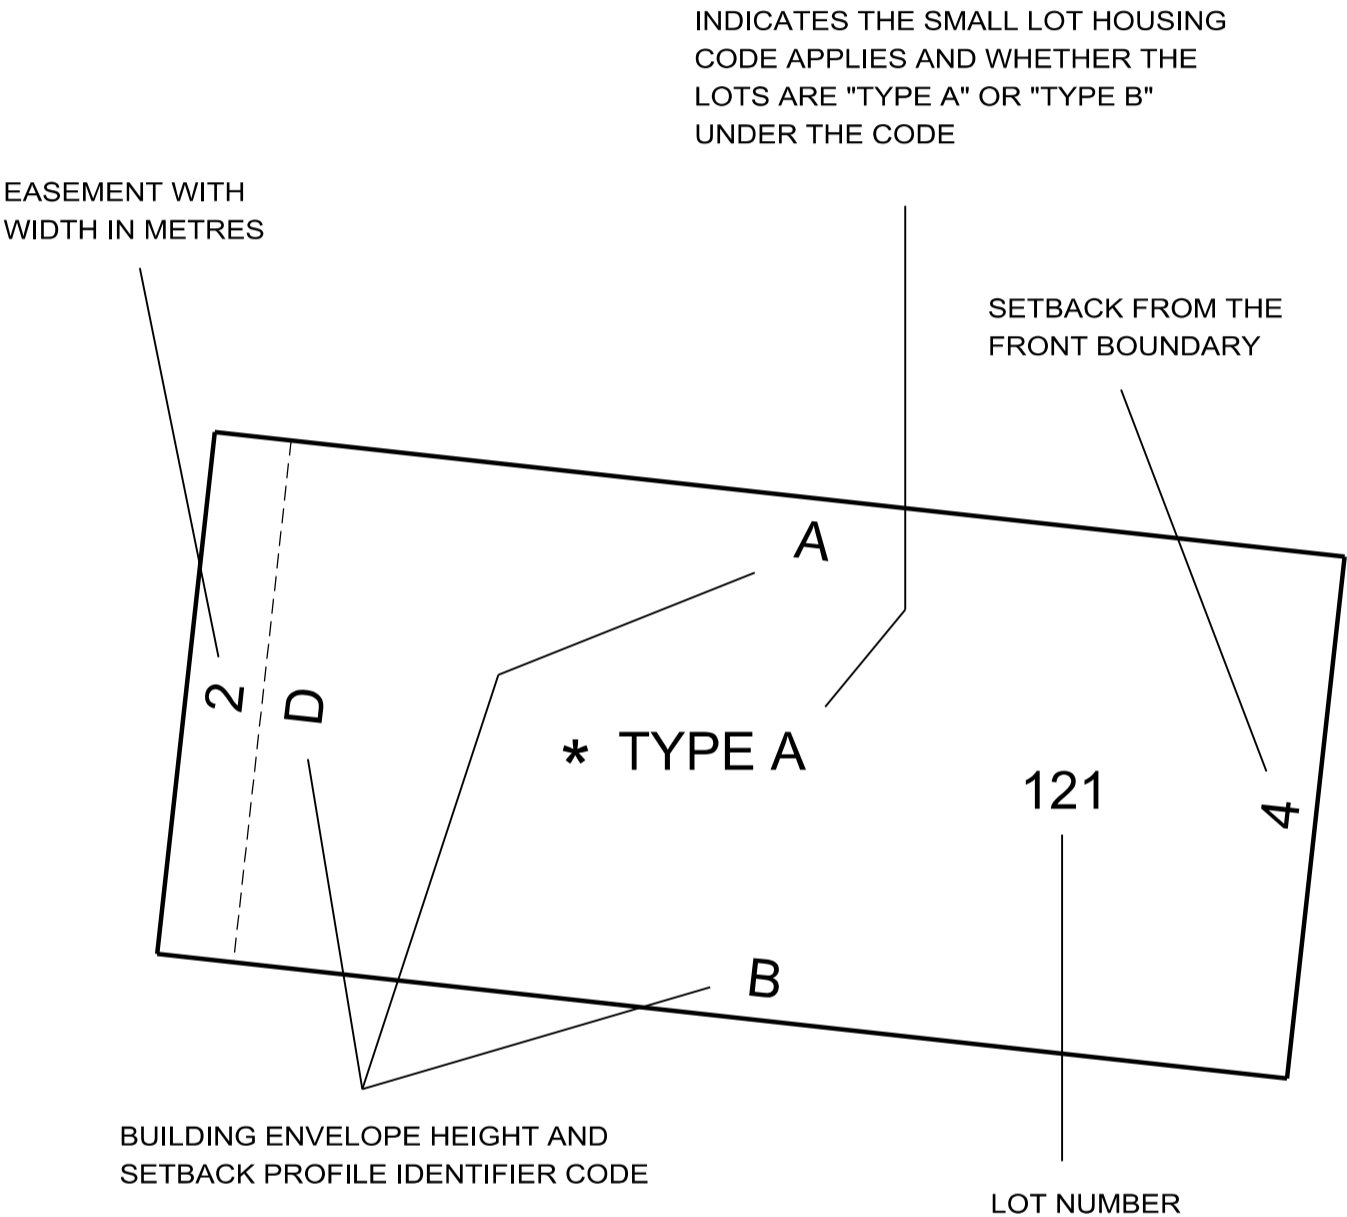 INDICATES THE SMALL LOT HOUSING
CODE APPLIES AND WHETHER THE
LOTS ARE "TYPE A" OR "TYPE B"
UNDER THE CODE
EASEMENT WITH
WIDTH IN METRES
SETBACK FROM THE
FRONT BOUNDARY
A
2
D
* TYPE A
121
4
B
BUILDING ENVELOPE HEIGHT AND
SETBACK PROFILE IDENTIFIER CODE
LOT NUMBER